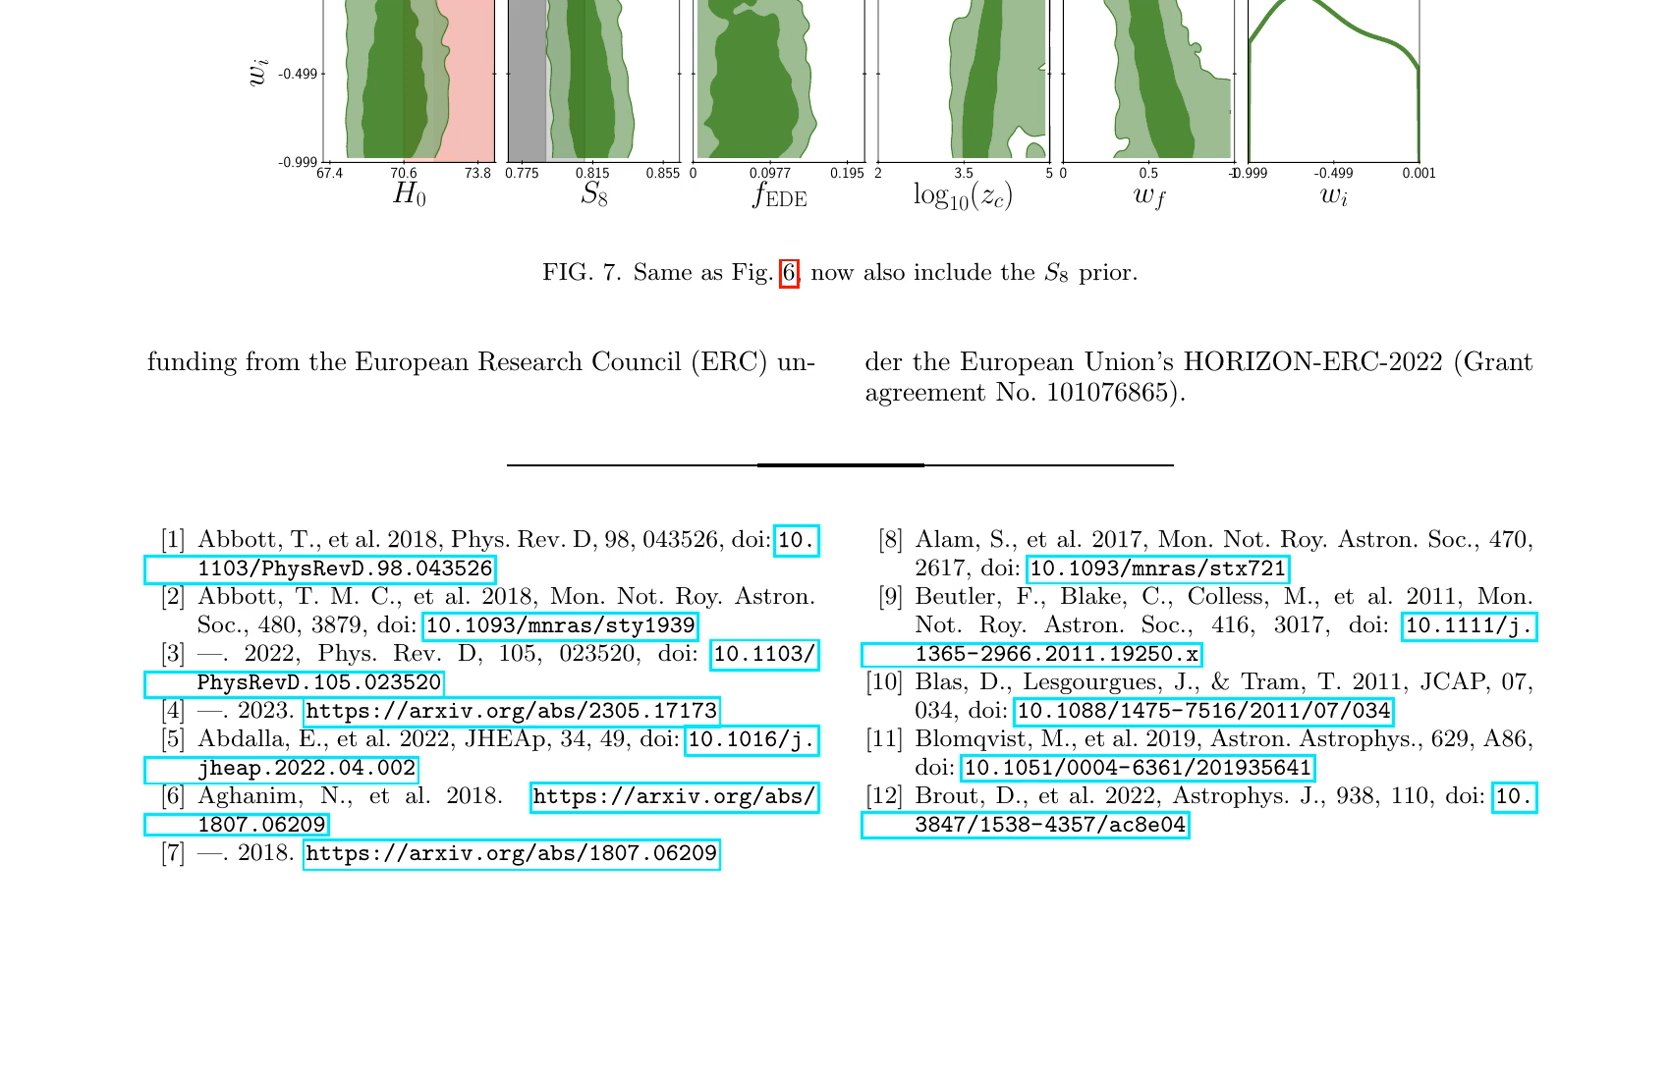 w_i
-0.499
-0.999
67.4 70.6 73.8 0.775 0.815 0.855 0 0.0977 0.195 2 3.5 5 0 0.5 1 -0.999 -0.499 0.001
H_0 S_8 f_EDE log_10(z_c) w_f w_i
FIG. 7. Same as Fig. 6, now also include the S_8 prior.
funding from the European Research Council (ERC) un-
der the European Union's HORIZON-ERC-2022 (Grant
agreement No. 101076865).
[1] Abbott, T., et al. 2018, Phys. Rev. D, 98, 043526, doi: 10.
1103/PhysRevD.98.043526
[2] Abbott, T. M. C., et al. 2018, Mon. Not. Roy. Astron.
Soc., 480, 3879, doi: 10.1093/mnras/sty1939
[3] —. 2022, Phys. Rev. D, 105, 023520, doi: 10.1103/
PhysRevD.105.023520
[4] —. 2023. https://arxiv.org/abs/2305.17173
[5] Abdalla, E., et al. 2022, JHEAp, 34, 49, doi: 10.1016/j.
jheap.2022.04.002
[6] Aghanim, N., et al. 2018. https://arxiv.org/abs/
1807.06209
[7] —. 2018. https://arxiv.org/abs/1807.06209
[8] Alam, S., et al. 2017, Mon. Not. Roy. Astron. Soc., 470,
2617, doi: 10.1093/mnras/stx721
[9] Beutler, F., Blake, C., Colless, M., et al. 2011, Mon.
Not. Roy. Astron. Soc., 416, 3017, doi: 10.1111/j.
1365-2966.2011.19250.x
[10] Blas, D., Lesgourgues, J., & Tram, T. 2011, JCAP, 07,
034, doi: 10.1088/1475-7516/2011/07/034
[11] Blomqvist, M., et al. 2019, Astron. Astrophys., 629, A86,
doi: 10.1051/0004-6361/201935641
[12] Brout, D., et al. 2022, Astrophys. J., 938, 110, doi: 10.
3847/1538-4357/ac8e04